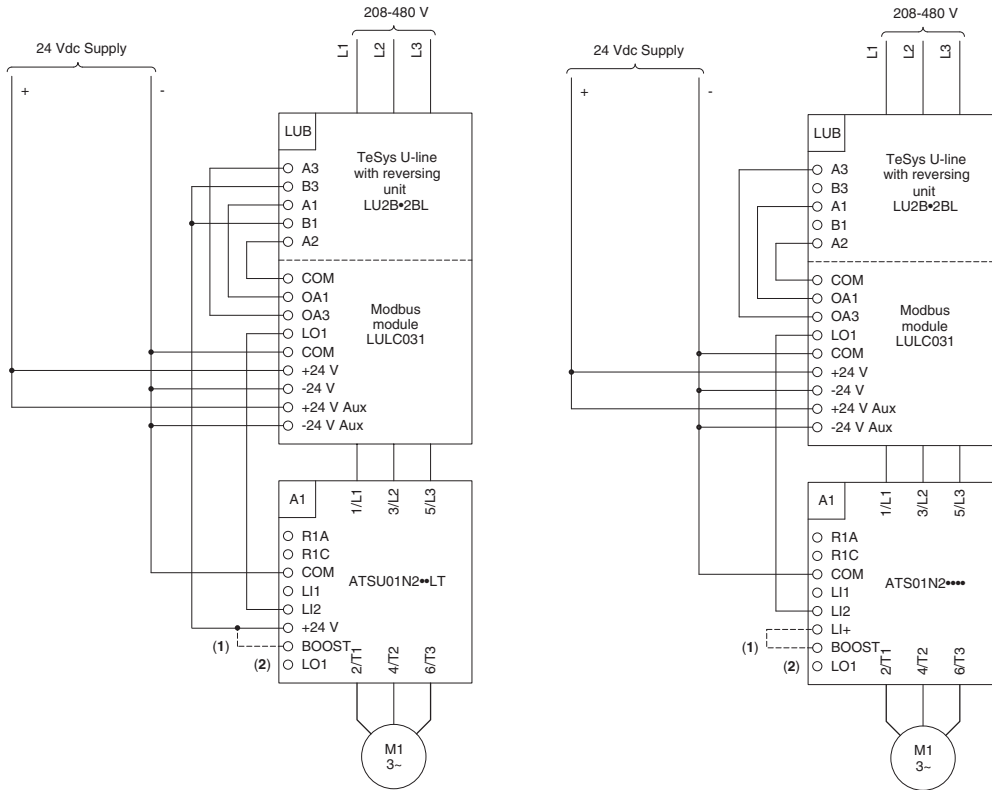 208-480 V
24 Vdc Supply
L1
L2
L3
+
-
LUB
TeSys U-line
with reversing
unit
LU2B•2BL
A3
B3
A1
B1
A2
COM
OA1
OA3
LO1
COM
+24 V
-24 V
+24 V Aux
-24 V Aux
Modbus
module
LULC031
A1
1/L1
3/L2
5/L3
R1A
R1C
COM
LI1
LI2
+24 V
BOOST
LO1
ATSU01N2••LT
(1)
(2)
2/T1
4/T2
6/T3
M1
3~
208-480 V
24 Vdc Supply
L1
L2
L3
+
-
LUB
TeSys U-line
with reversing
unit
LU2B•2BL
A3
B3
A1
B1
A2
COM
OA1
OA3
LO1
COM
+24 V
-24 V
+24 V Aux
-24 V Aux
Modbus
module
LULC031
A1
1/L1
3/L2
5/L3
R1A
R1C
COM
LI1
LI2
LI+
BOOST
LO1
ATS01N2••••
(1)
(2)
2/T1
4/T2
6/T3
M1
3~